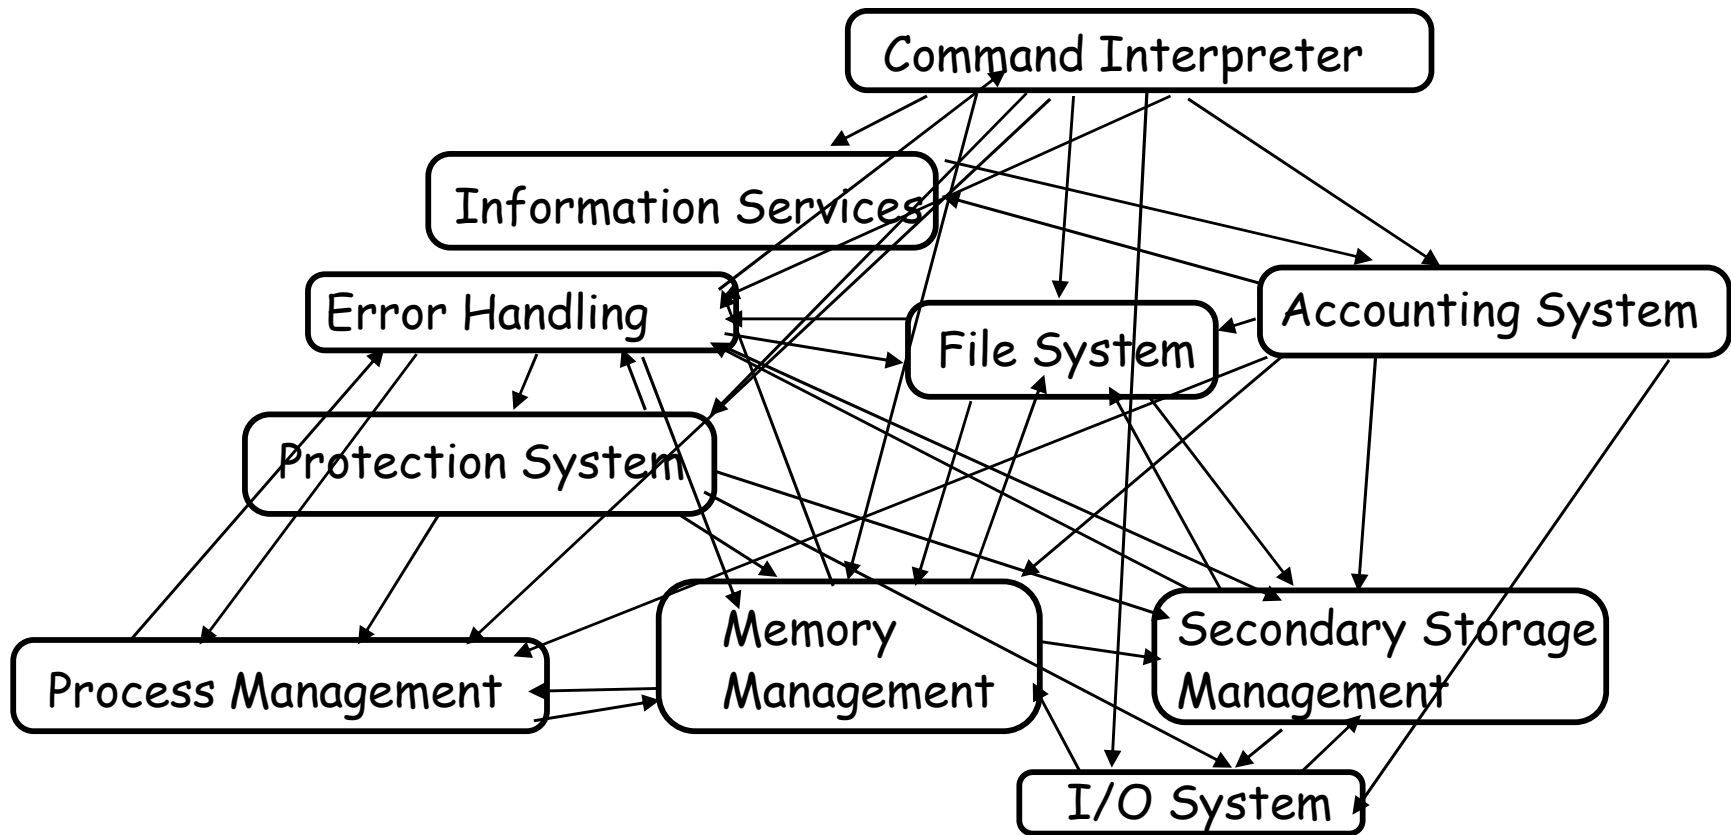 Command Interpreter
Information Services
Error Handling
Accounting System
File System
Protection System
Memory
Management
Secondary Storage
Management
Process Management
I/O System